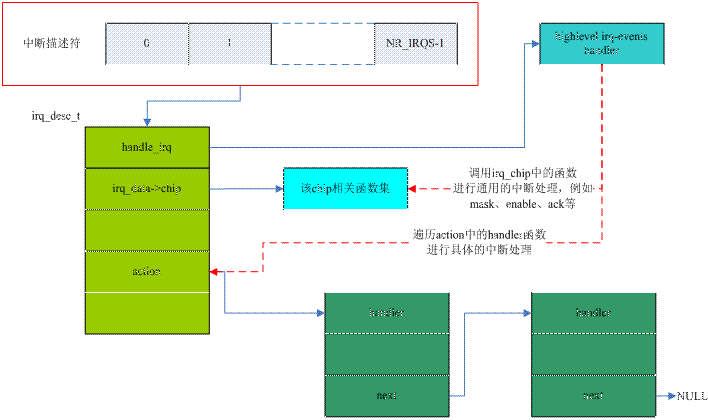 中断描述符
0
1
NR_IRQS-1
highlevel irq-events
handler
irq_desc_t
handle_irq
irq_data->chip
该chip相关函数集
调用irq_chip中的函数
进行通用的中断处理，例如
mask、enable、ack等
遍历action中的handler函数
进行具体的中断处理
action
handler
handler
next
next
NULL